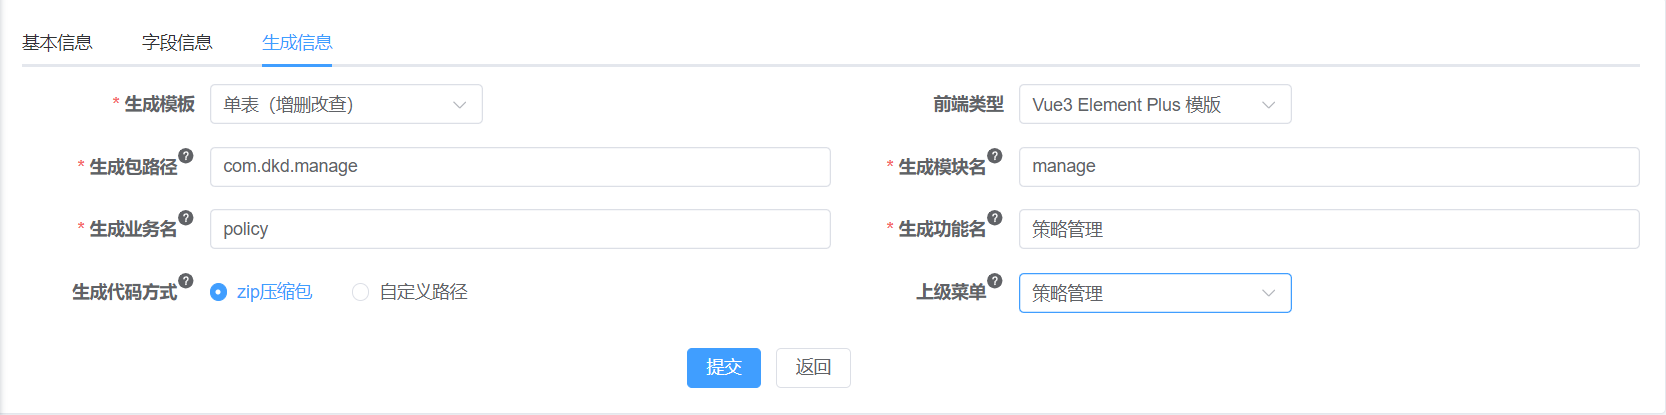 基本信息 字段信息 生成信息
* 生成模板 单表（增删改查） 前端类型 Vue3 Element Plus 模版
* 生成包路径 ? com.dkd.manage * 生成模块名 ? manage
* 生成业务名 ? policy * 生成功能名 ? 策略管理
生成代码方式 ? zip压缩包 自定义路径 上级菜单 ? 策略管理
提交 返回